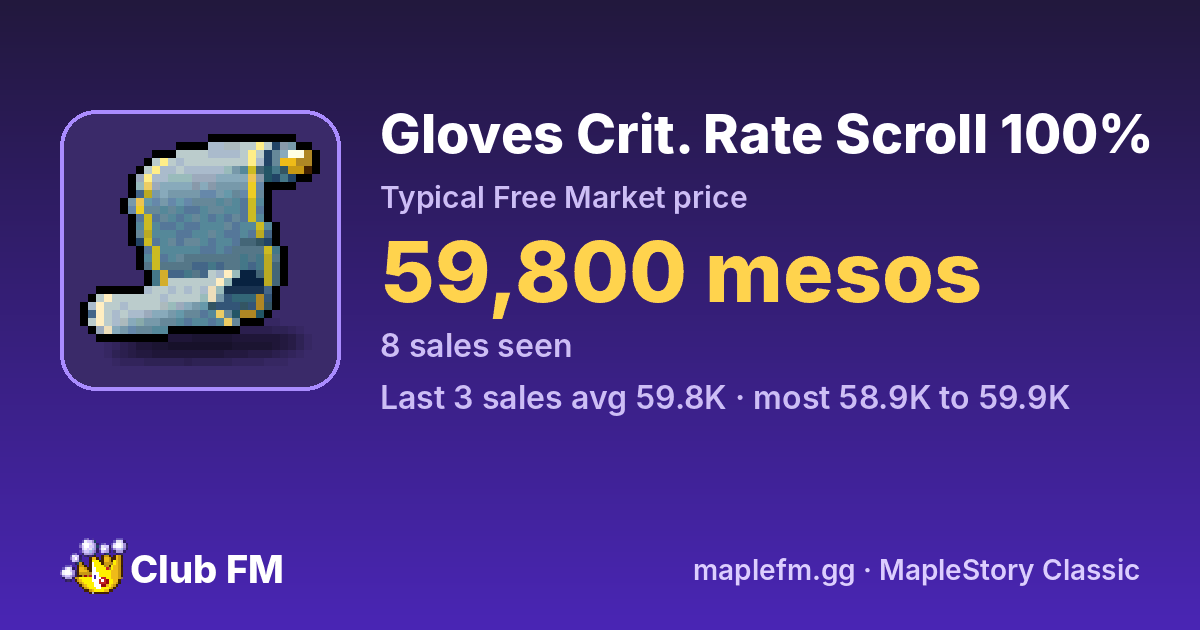 Gloves Crit. Rate Scroll 100%
Typical Free Market price
59,800 mesos
8 sales seen
Last 3 sales avg 59.8K · most 58.9K to 59.9K
Club FM
maplefm.gg · MapleStory Classic